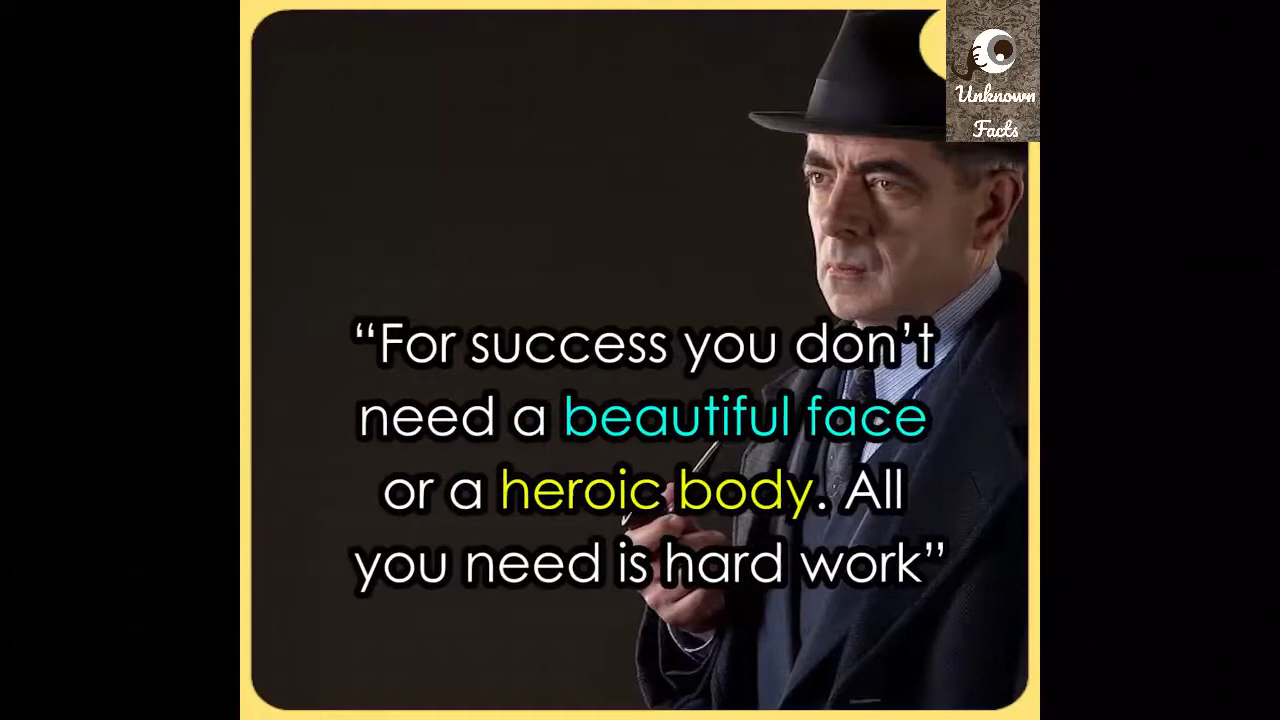 Unknown
Facts
“For success you don’t
need a beautiful face
or a heroic body. All
you need is hard work”